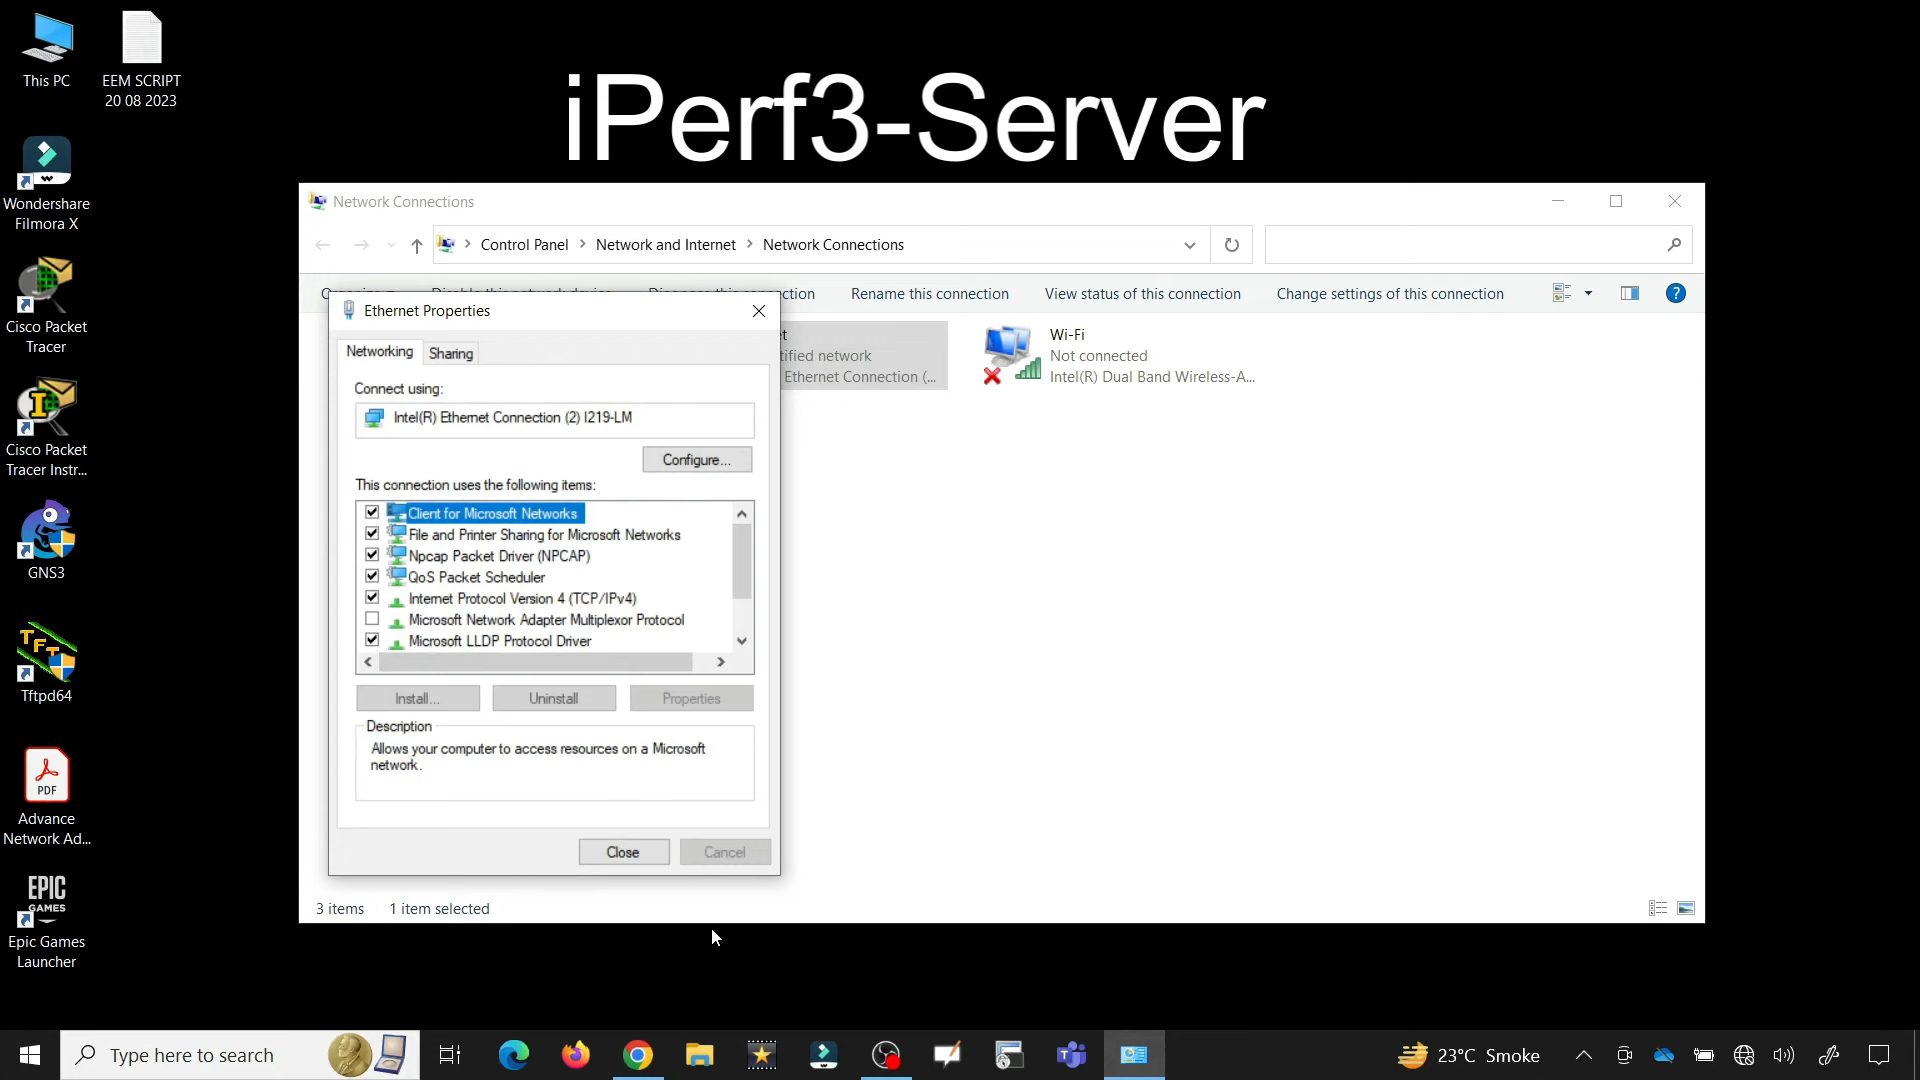 This PC
EEM SCRIPT
20 08 2023
iPerf3-Server
Wondershare
Filmora X
Cisco Packet
Tracer
Cisco Packet
Tracer Instr...
GNS3
Tftpd64
PDF
Advance
Network Ad...
EPIC
GAMES
Epic Games
Launcher
Network Connections
Control Panel > Network and Internet > Network Connections
Rename this connection
View status of this connection
Change settings of this connection
Ethernet Properties
Networking
Sharing
Connect using:
Intel(R) Ethernet Connection (2) I219-LM
Configure...
This connection uses the following items:
Client for Microsoft Networks
File and Printer Sharing for Microsoft Networks
Npcap Packet Driver (NPCAP)
QoS Packet Scheduler
Internet Protocol Version 4 (TCP/IPv4)
Microsoft Network Adapter Multiplexor Protocol
Microsoft LLDP Protocol Driver
Install...
Uninstall
Properties
Description
Allows your computer to access resources on a Microsoft
network.
Close
Cancel
network
Ethernet Connection (...
Wi-Fi
Not connected
Intel(R) Dual Band Wireless-A...
3 items
1 item selected
Type here to search
23°C Smoke